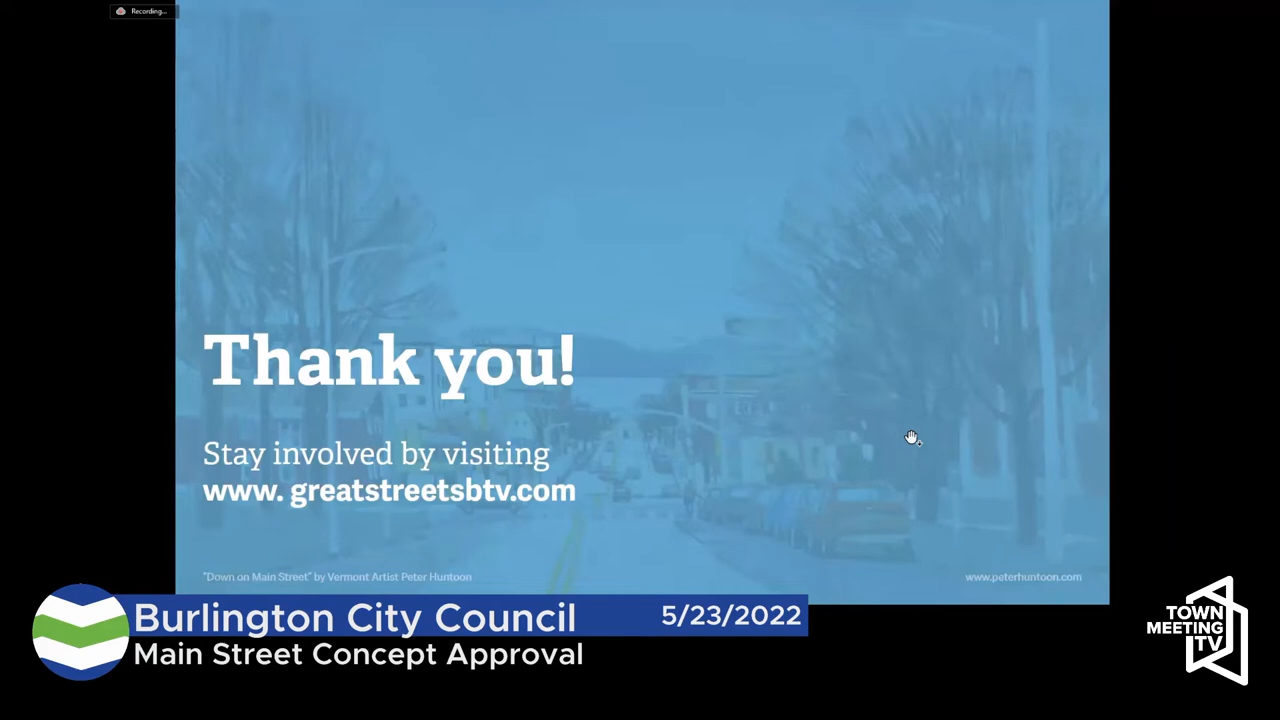 Recording...
Thank you!
Stay involved by visiting
www. greatstreetsbtv.com
"Down on Main Street" by Vermont Artist Peter Huntoon
www.peterhuntoon.com
Burlington City Council
5/23/2022
Main Street Concept Approval
TOWN
MEETING
TV